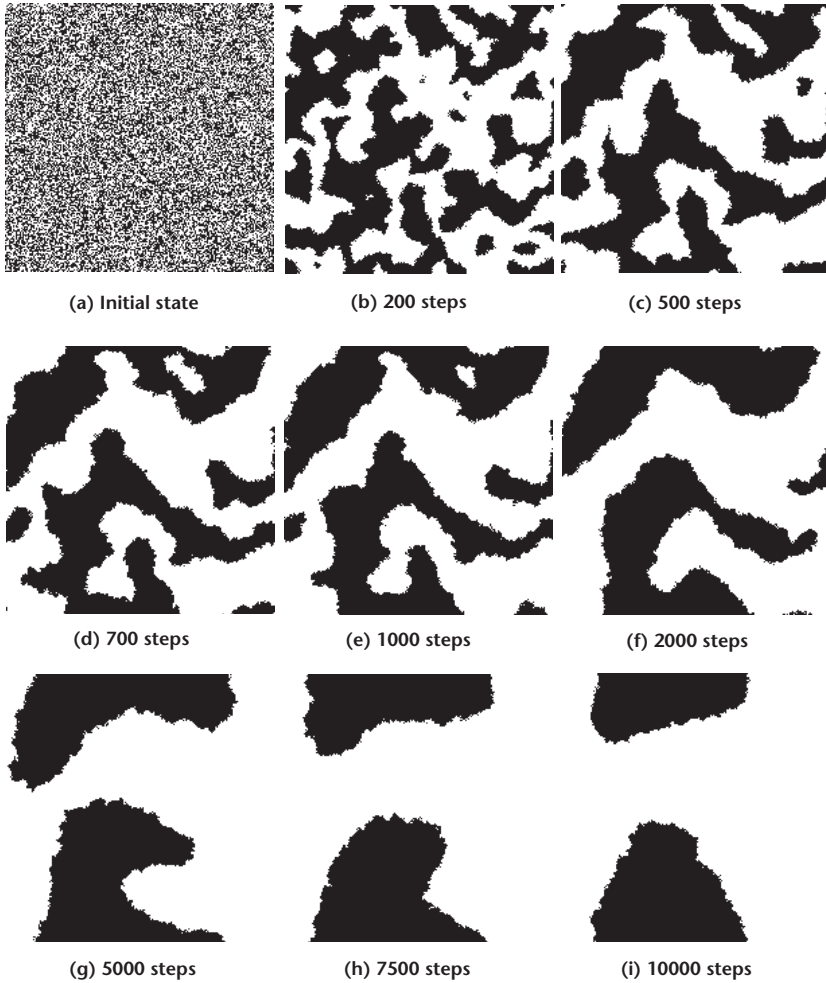 (a) Initial state
(b) 200 steps
(c) 500 steps
(d) 700 steps
(e) 1000 steps
(f) 2000 steps
(g) 5000 steps
(h) 7500 steps
(i) 10000 steps